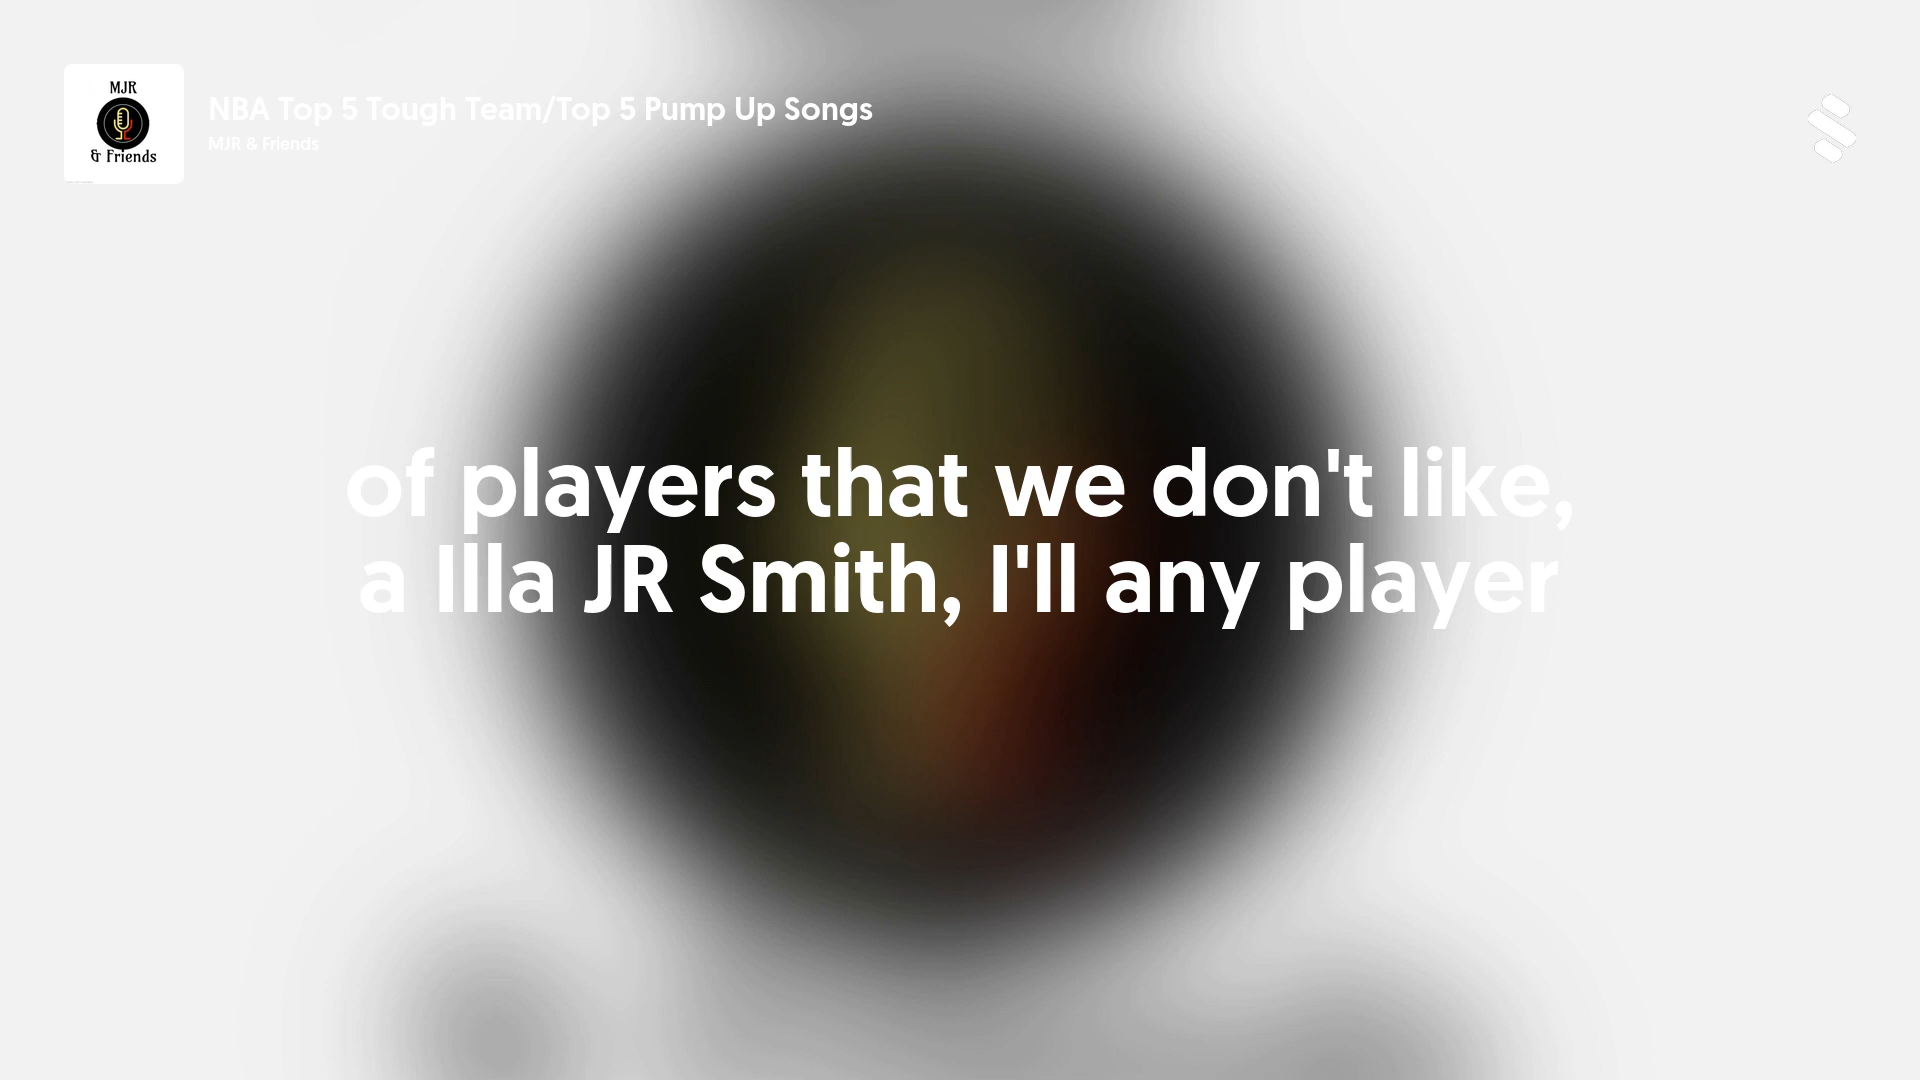 MJR
& Friends
NBA Top 5 Tough Team/Top 5 Pump Up Songs
MJR & Friends
of players that we don't like,
a Illa JR Smith, I'll any player